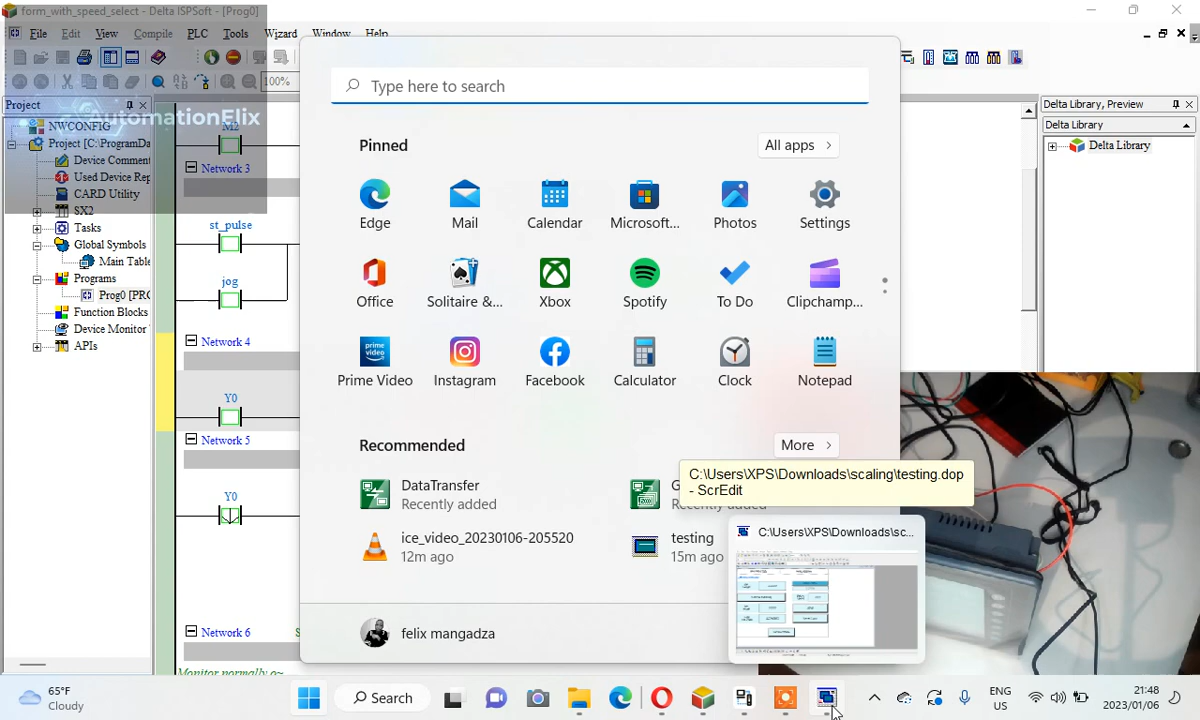 form_with_speed_select - Delta ISPSoft - [Prog0]
File Edit View Compile PLC Tools Wizard Window Help
100%
Project
AutomationElix
NWCONFIG
Project [C:\ProgramDa
Device Comment
Used Device Rep
CARD Utility
SX2
Tasks
Global Symbols
Main Table
Programs
Prog0 [PRO
Function Blocks
Device Monitor
APIs
M2
Network 3
st_pulse
jog
Network 4
Y0
Network 5
Y0
Network 6
S
Monitor normally o~
Type here to search
Pinned
All apps
Edge Mail Calendar Microsoft... Photos Settings
Office Solitaire &... Xbox Spotify To Do Clipchamp...
prime video
Prime Video Instagram Facebook Calculator Clock Notepad
Recommended
More
DataTransfer
Recently added
G
Recently added
C:\Users\XPS\Downloads\scaling\testing.dop
- ScrEdit
ice_video_20230106-205520
12m ago
testing
15m ago
C:\Users\XPS\Downloads\sc...
felix mangadza
Delta Library, Preview
Delta Library
Delta Library
65°F
Cloudy
Search
ENG
US
21:48
2023/01/06